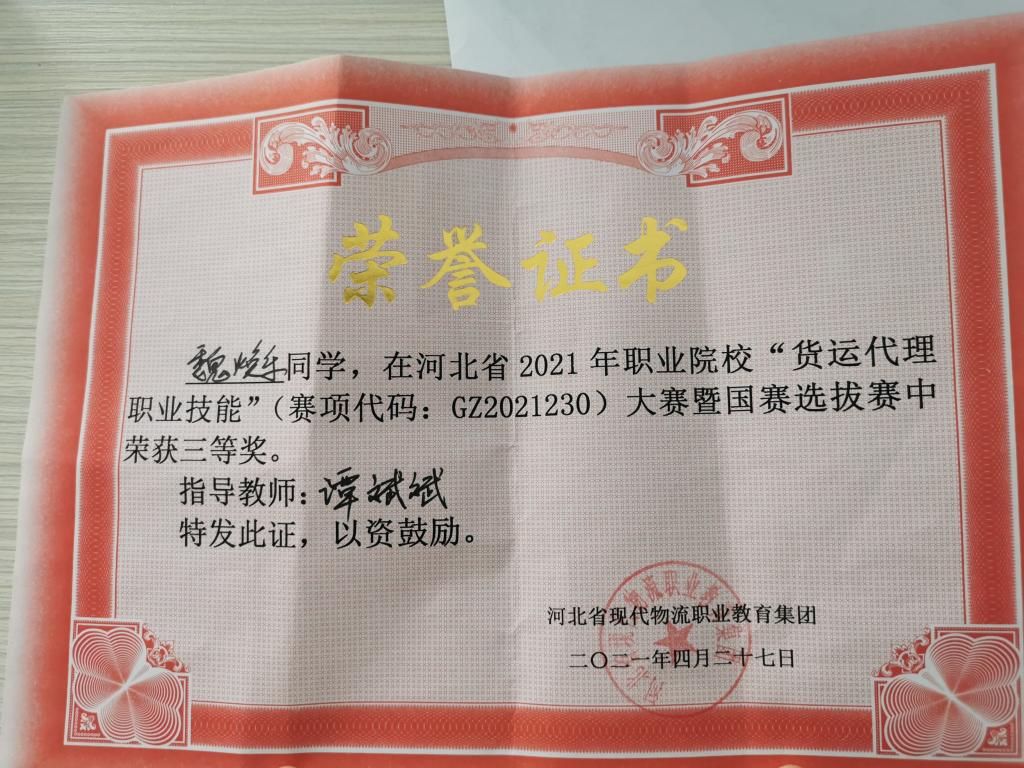 荣誉证书
魏同学，在河北省2021年职业院校“货运代理
职业技能”（赛项代码：GZ2021230）大赛暨国赛选拔赛中
荣获三等奖。
指导教师：谭斌斌
特发此证，以资鼓励。
河北省现代物流职业教育集团
二〇二一年四月二十七日